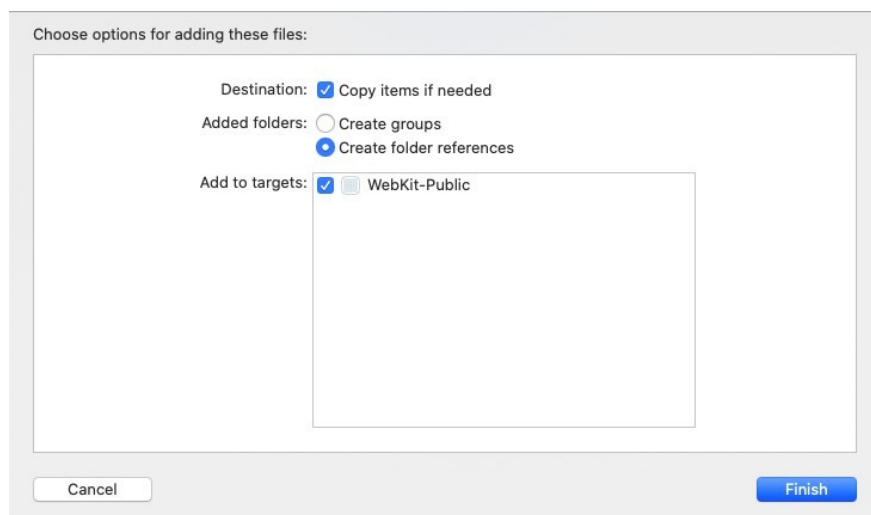 Choose options for adding these files:
Destination: Copy items if needed
Added folders: Create groups
Create folder references
Add to targets: WebKit-Public
Cancel Finish